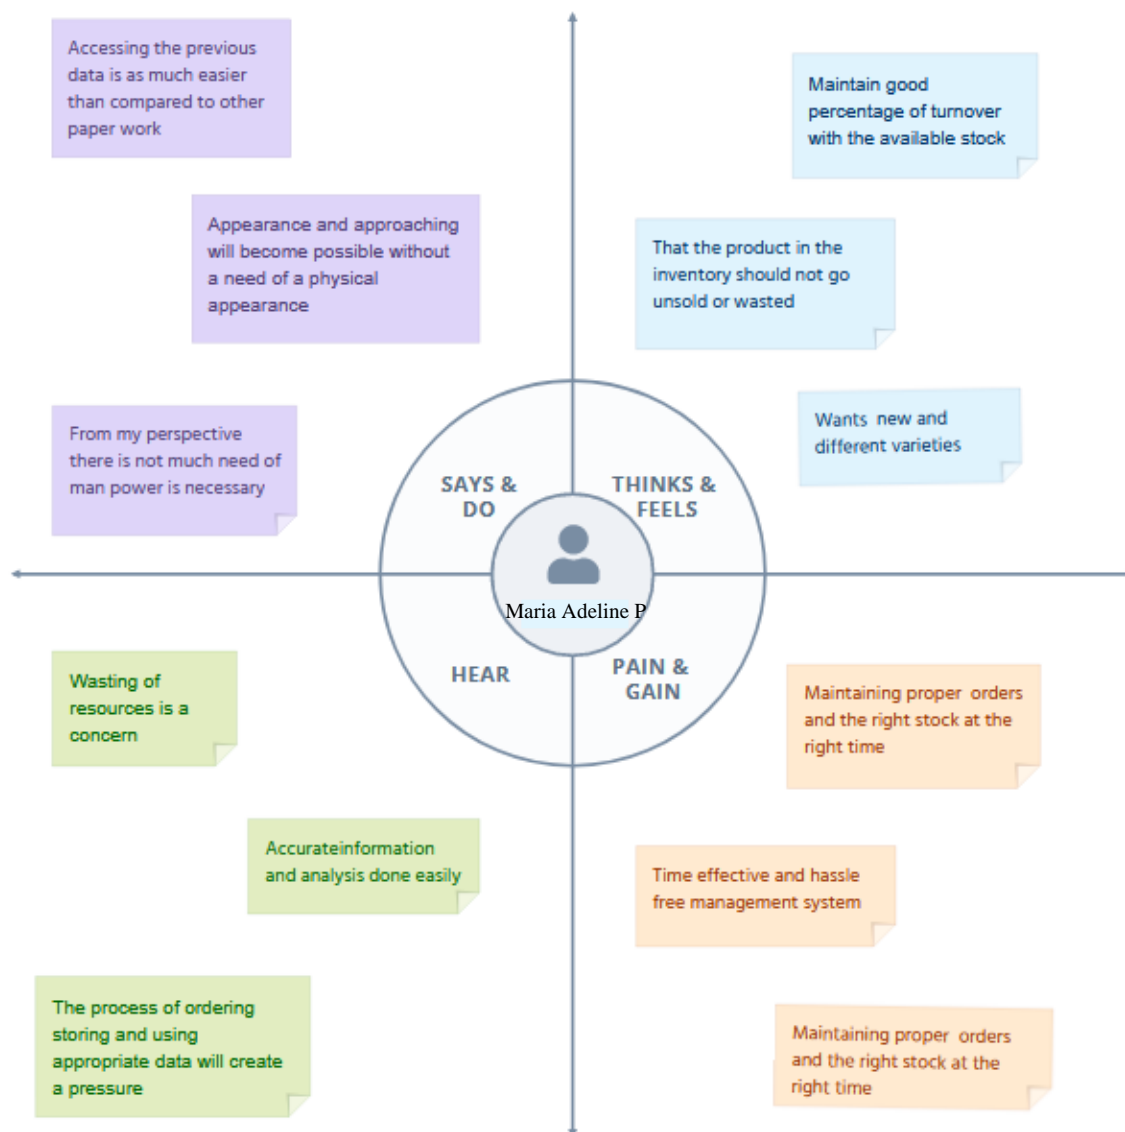 Accessing the previous
data is as much easier
than compared to other
paper work
Appearance and approaching
will become possible without
a need of a physical
appearance
From my perspective
there is not much need of
man power is necessary
Maintain good
percentage of turnover
with the available stock
That the product in the
inventory should not go
unsold or wasted
Wants new and
different varieties
SAYS &
DO
THINKS &
FEELS
Maria Adeline P
HEAR
PAIN &
GAIN
Wasting of
resources is a
concern
Accurateinformation
and analysis done easily
The process of ordering
storing and using
appropriate data will create
a pressure
Maintaining proper orders
and the right stock at the
right time
Time effective and hassle
free management system
Maintaining proper orders
and the right stock at the
right time